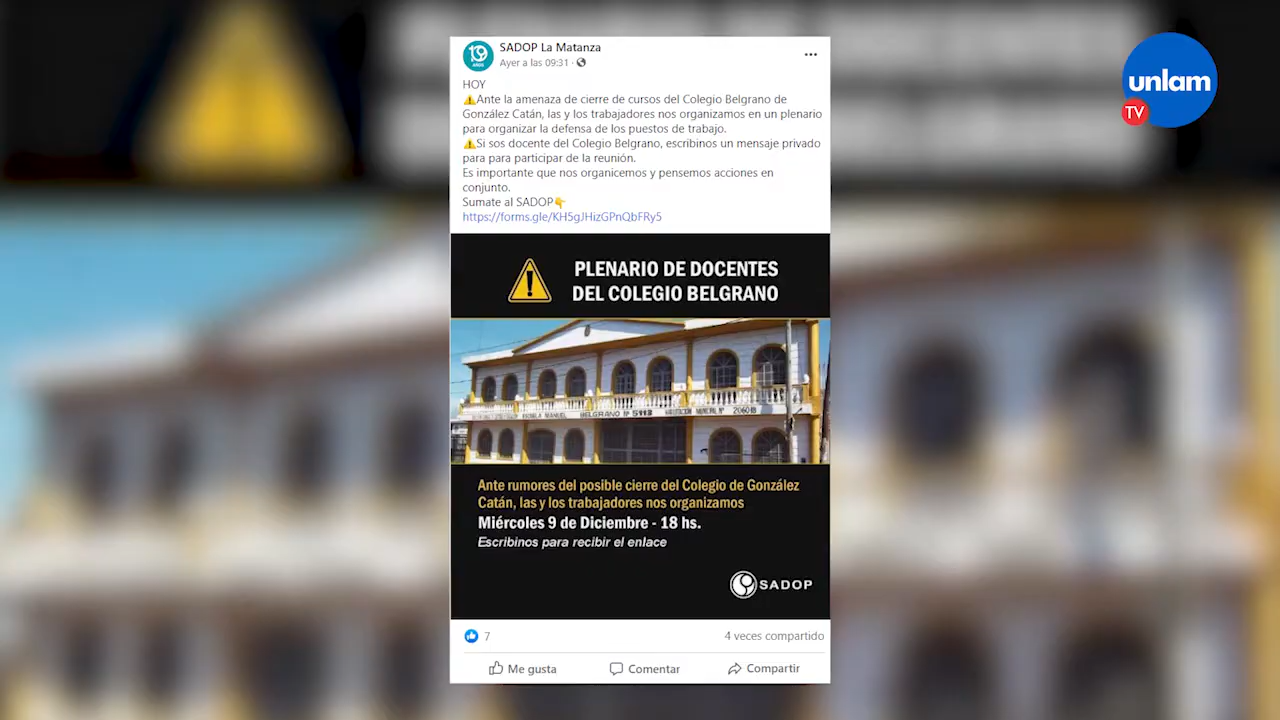 SADOP La Matanza
Ayer a las 09:31
HOY
⚠Ante la amenaza de cierre de cursos del Colegio Belgrano de
González Catán, las y los trabajadores nos organizamos en un plenario
para organizar la defensa de los puestos de trabajo.
⚠Si sos docente del Colegio Belgrano, escribinos un mensaje privado
para para participar de la reunión.
Es importante que nos organicemos y pensemos acciones en
conjunto.
Sumate al SADOP👇
https://forms.gle/KH5gJHizGPnQbFRy5
PLENARIO DE DOCENTES
DEL COLEGIO BELGRANO
ESCUELA MANUEL BELGRANO Nº 5113
Ante rumores del posible cierre del Colegio de González
Catán, las y los trabajadores nos organizamos
Miércoles 9 de Diciembre - 18 hs.
Escribinos para recibir el enlace
SADOP
7
4 veces compartido
Me gusta
Comentar
Compartir
unlam
TV